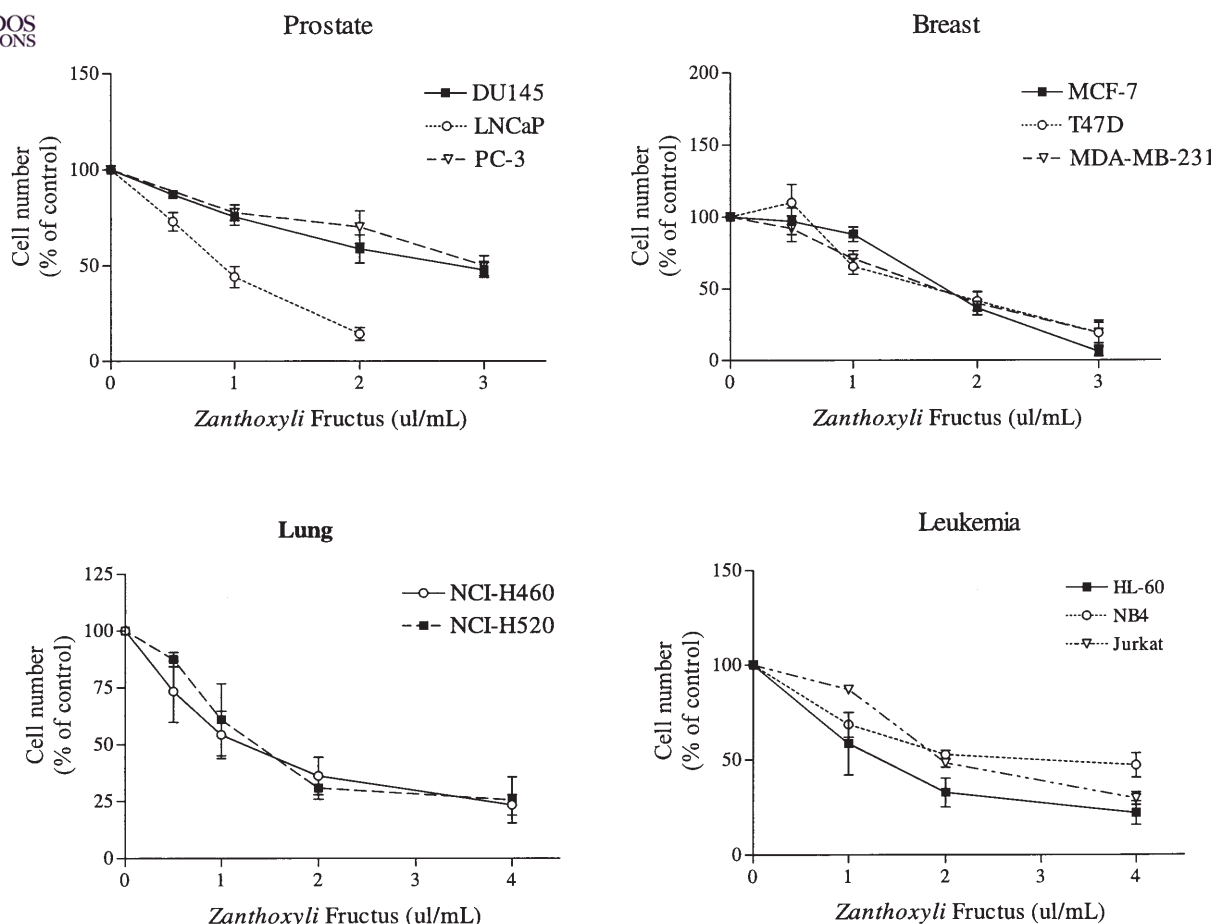 DOS
IONS
Prostate
150
100
50
0
0 1 2 3
Cell number
(% of control)
DU145
LNCaP
PC-3
Zanthoxyli Fructus (ul/mL)
Breast
200
150
100
50
0
0 1 2 3
Cell number
(% of control)
MCF-7
T47D
MDA-MB-231
Zanthoxyli Fructus (ul/mL)
Lung
125
100
75
50
25
0
0 1 2 3 4
Cell number
(% of control)
NCI-H460
NCI-H520
Zanthoxyli Fructus (ul/mL)
Leukemia
150
100
50
0
0 1 2 3 4
Cell number
(% of control)
HL-60
NB4
Jurkat
Zanthoxyli Fructus (ul/mL)